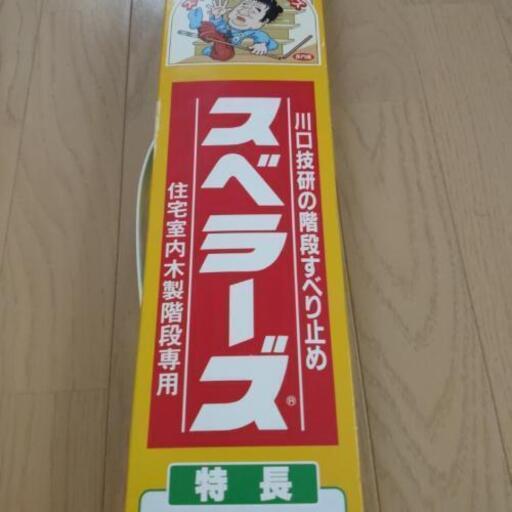 川口技研の階段すべり止め
スベラーズ®
住宅室内木製階段専用
特長